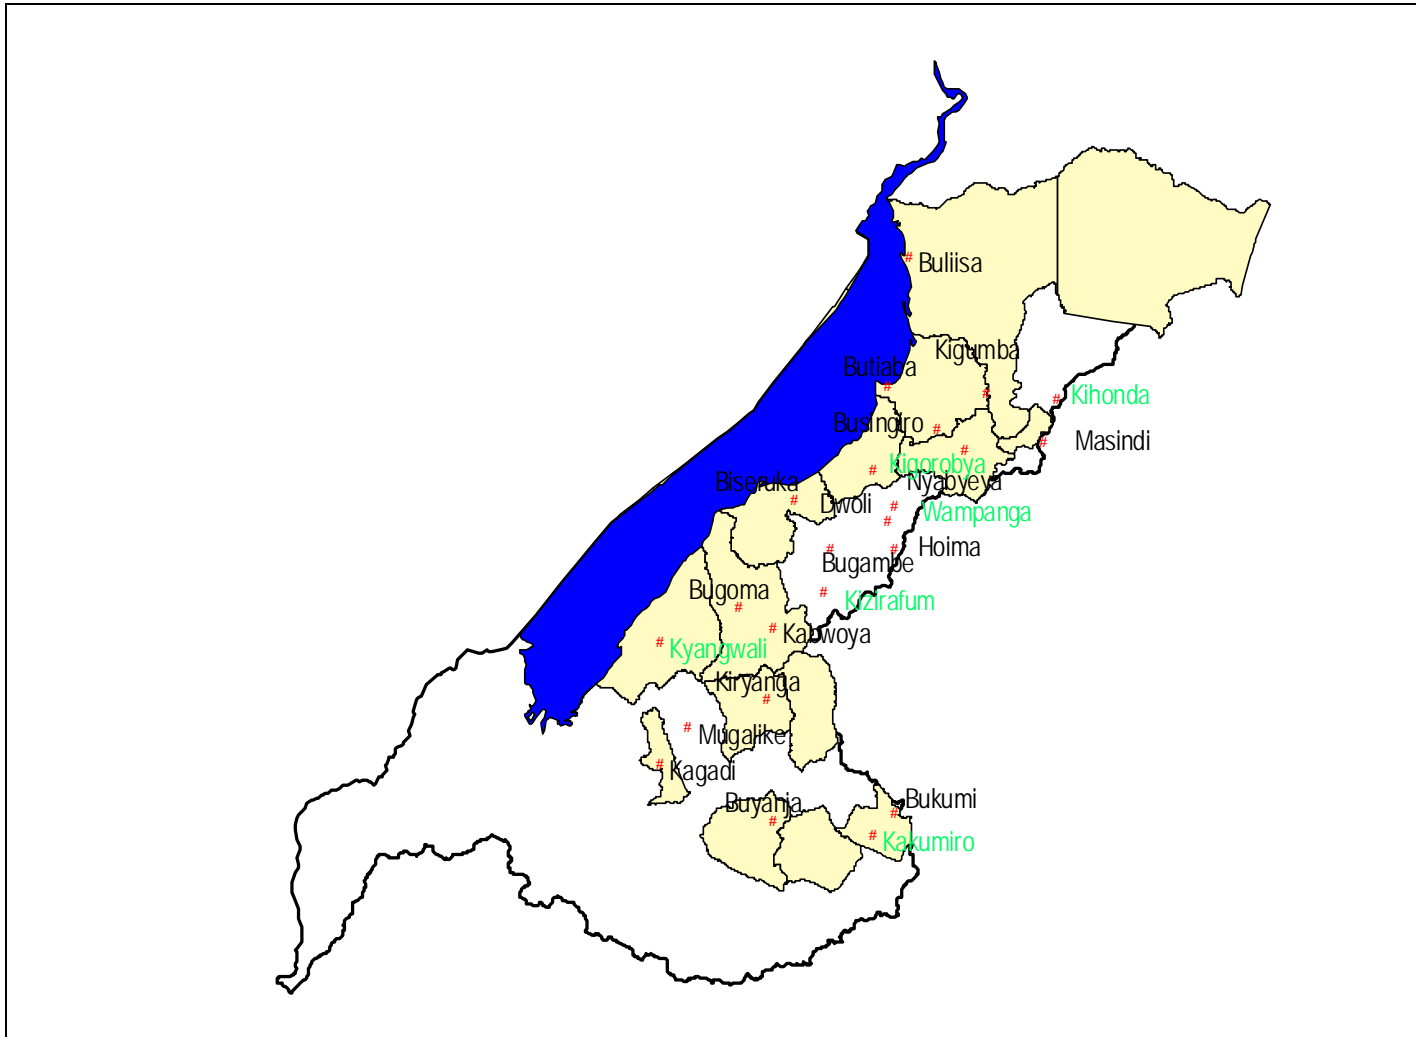 Buliisa
Kigumba
Butiaba
Kihonda
Busingiro
Masindi
Kigorobya
Biseruka
Nyabyeya
Dwoli
Wampanga
Hoima
Bugambe
Bugoma
Kizirafum
Kabwoya
Kyangwali
Kiryanga
Mugalike
Kagadi
Buyanja
Bukumi
Kakumiro